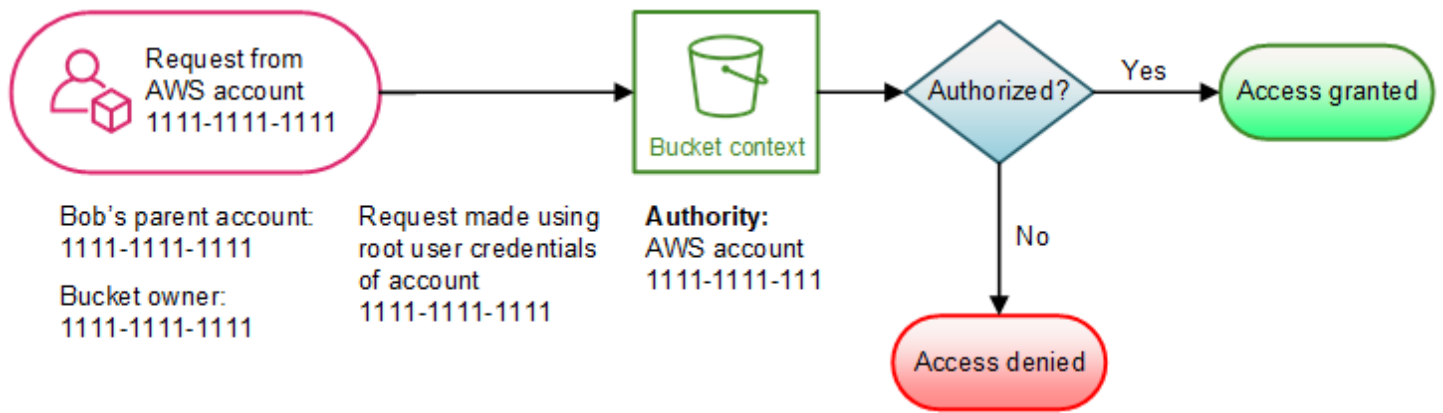 Request from
AWS account
1111-1111-1111
Bucket context
Authorized?
Yes
Access granted
No
Access denied
Bob's parent account:
1111-1111-1111
Bucket owner:
1111-1111-1111
Request made using
root user credentials
of account
1111-1111-1111
Authority:
AWS account
1111-1111-111